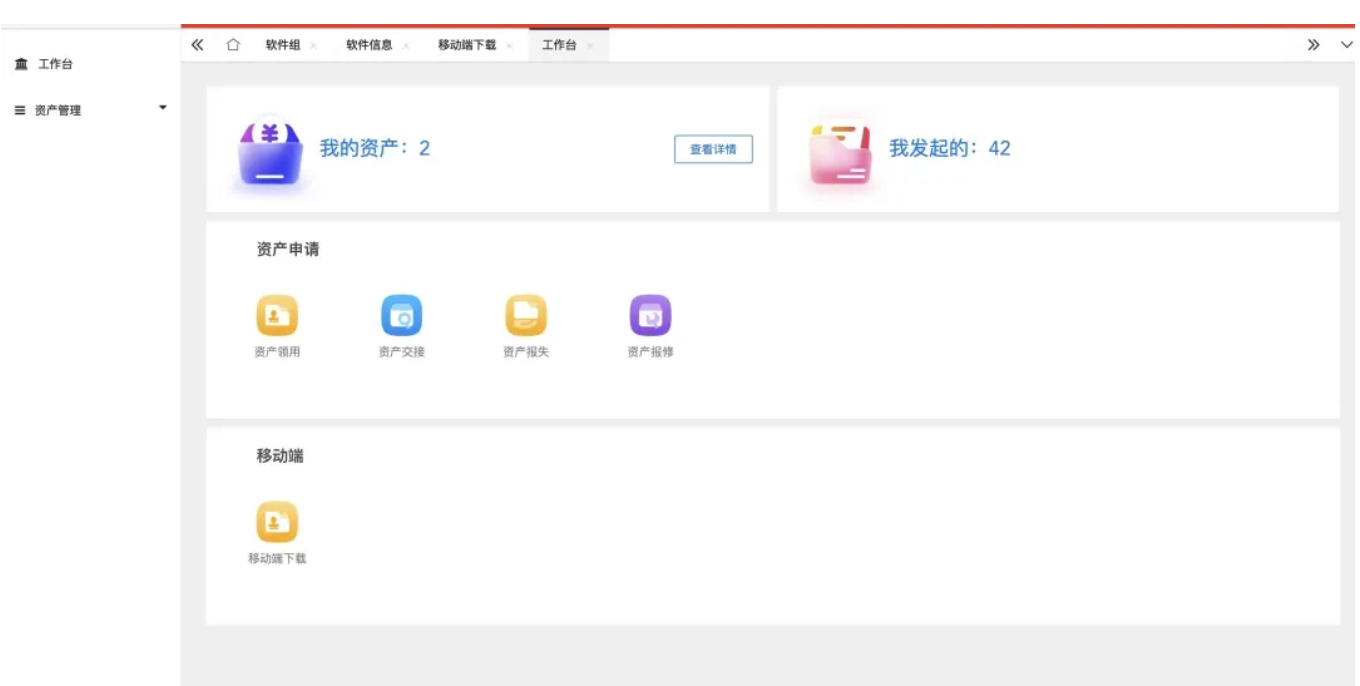 工作台
资产管理
软件组
软件信息
移动端下载
工作台
我的资产：2
查看详情
我发起的：42
资产申请
资产领用
资产交接
资产报失
资产报修
移动端
移动端下载